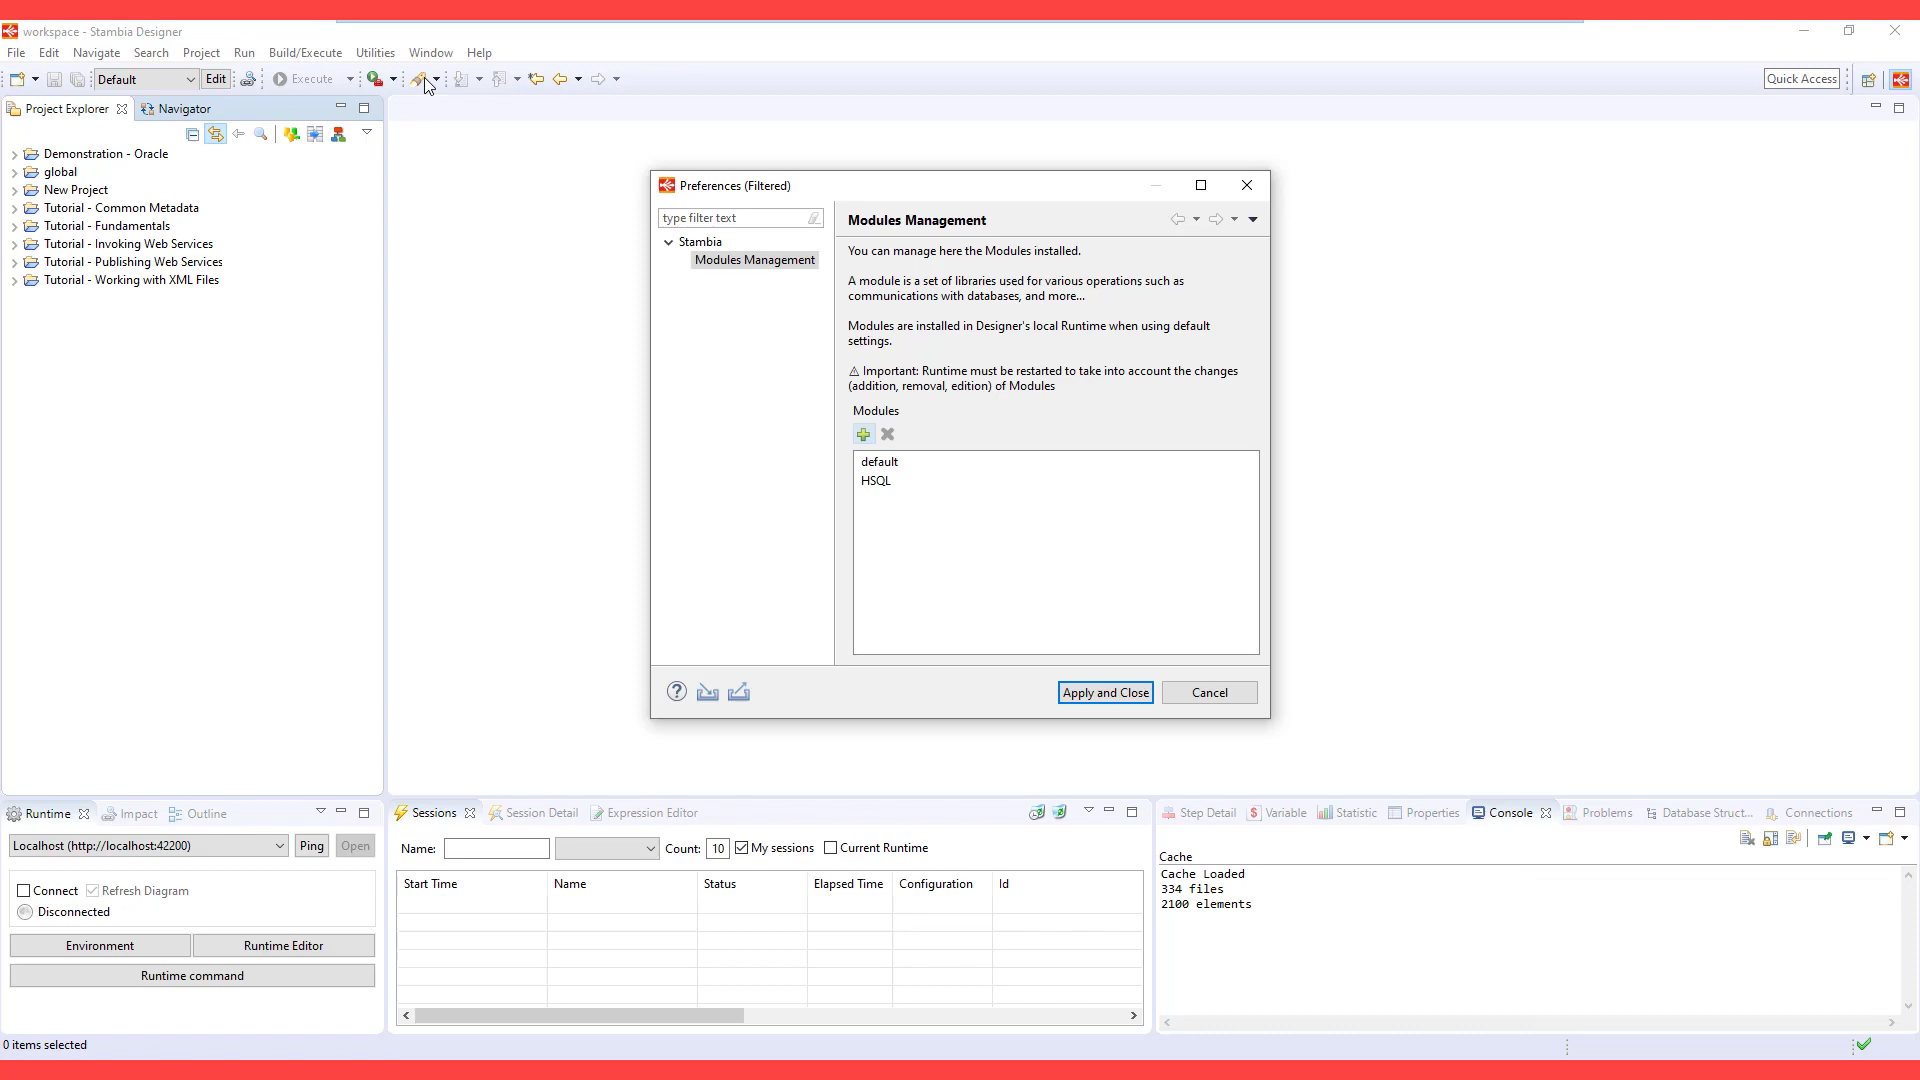 workspace - Stambia Designer
File Edit Navigate Search Project Run Build/Execute Utilities Window Help
Default Edit Execute Quick Access
Project Explorer Navigator
Demonstration - Oracle
global
New Project
Tutorial - Common Metadata
Tutorial - Fundamentals
Tutorial - Invoking Web Services
Tutorial - Publishing Web Services
Tutorial - Working with XML Files
Preferences (Filtered)
type filter text
Stambia
Modules Management
Modules Management
You can manage here the Modules installed.
A module is a set of libraries used for various operations such as
communications with databases, and more...
Modules are installed in Designer's local Runtime when using default
settings.
⚠ Important: Runtime must be restarted to take into account the changes
(addition, removal, edition) of Modules
Modules
default
HSQL
Apply and Close Cancel
Runtime Impact Outline
Localhost (http://localhost:42200) Ping Open
Connect Refresh Diagram
Disconnected
Environment Runtime Editor
Runtime command
Sessions Session Detail Expression Editor
Name: Count: 10 My sessions Current Runtime
Start Time Name Status Elapsed Time Configuration Id
Step Detail Variable Statistic Properties Console Problems Database Struct... Connections
Cache
Cache Loaded
334 files
2100 elements
0 items selected